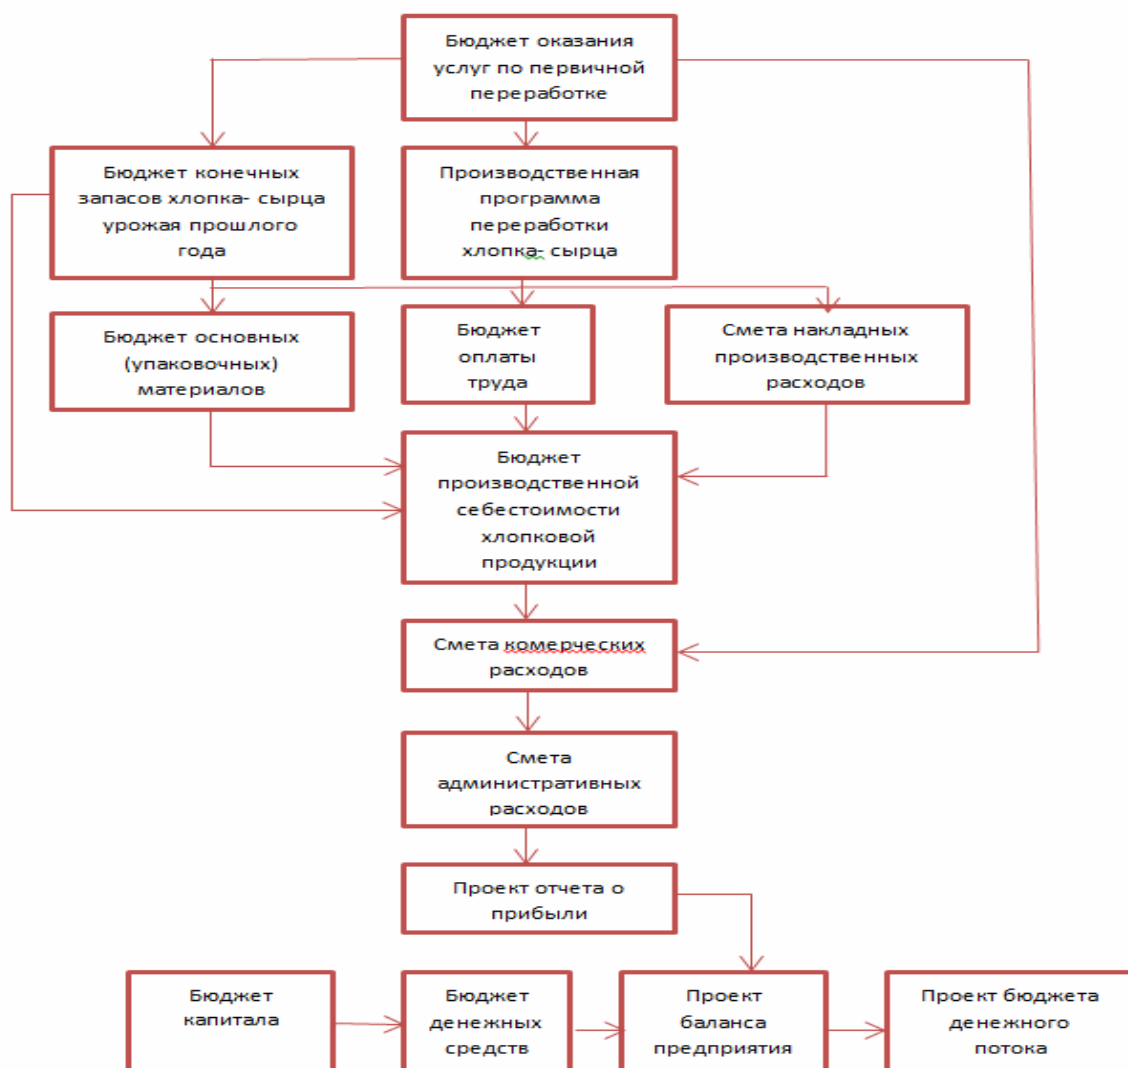 Бюджет оказания
услуг по первичной
переработке
Бюджет конечных
запасов хлопка- сырца
урожая прошлого
года
Производственная
программа
переработки
хлопка- сырца
Бюджет основных
(упаковочных)
материалов
Бюджет
оплаты
труда
Смета накладных
производственных
расходов
Бюджет
производственной
себестоимости
хлопковой
продукции
Смета комерческих
расходов
Смета
административных
расходов
Проект отчета о
прибыли
Бюджет
капитала
Бюджет
денежных
средств
Проект
баланса
предприятия
Проект бюджета
денежного
потока